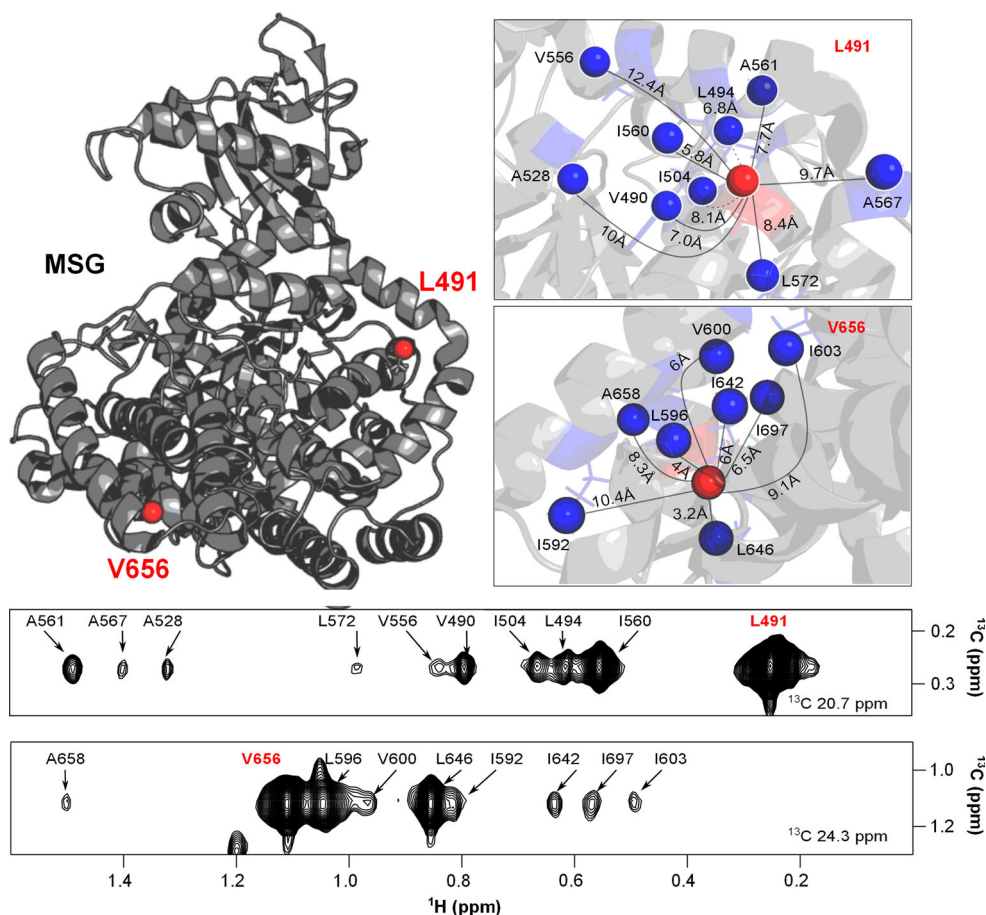 MSG
L491
V656
L491
V556
A561
12.4Å
L494
6.8Å
7.7Å
I560
5.8Å
A528
I504
9.7Å
V490
8.1Å
A567
10Å
7.0Å
8.4Å
L572
V656
V600
I603
6Å
A658
I642
L596
I697
8.3Å
4Å
6Å
6.5Å
9.1Å
10.4Å
3.2Å
I592
L646
A561 A567 A528 L572 V556 V490 I504 L494 I560 L491
0.2
0.3
¹³C (ppm)
¹³C 20.7 ppm
A658 V656 L596 V600 L646 I592 I642 I697 I603
1.0
1.2
¹³C (ppm)
¹³C 24.3 ppm
1.4 1.2 1.0 0.8 0.6 0.4 0.2
¹H (ppm)